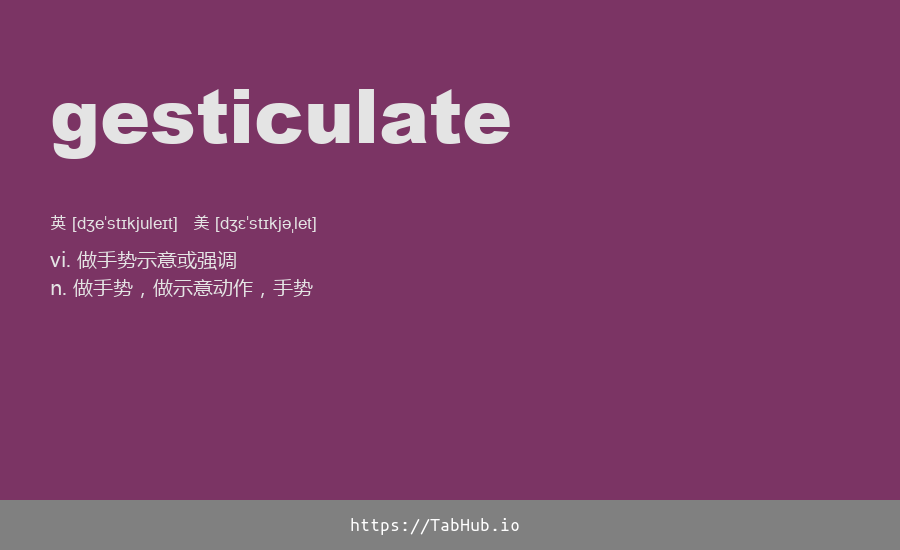 gesticulate
英 [dʒeˈstɪkjuleɪt] 美 [dʒɛˈstɪkjəˌlet]
vi. 做手势示意或强调
n. 做手势，做示意动作，手势
https://TabHub.io